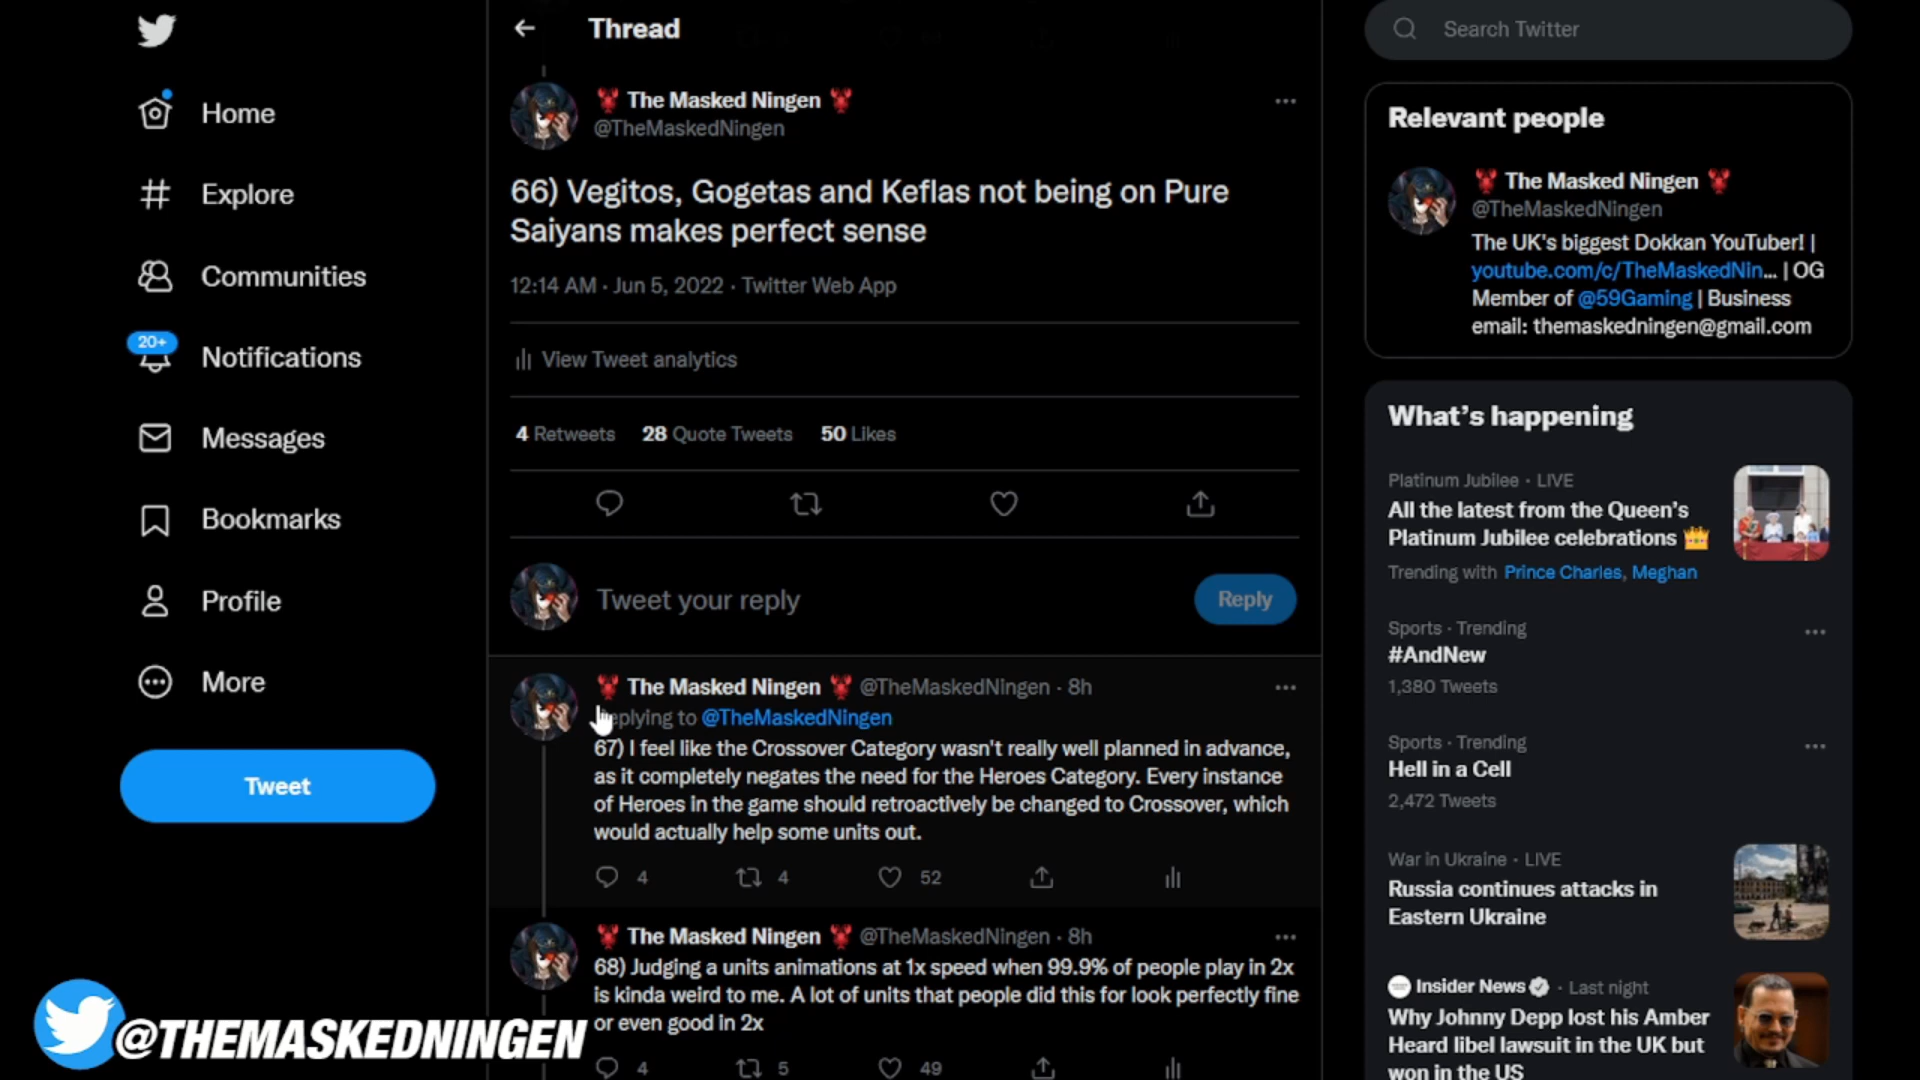 Home
Explore
Communities
20+
Notifications
Messages
Bookmarks
Profile
More
Tweet
@THEMASKEDNINGEN
Thread
The Masked Ningen
@TheMaskedNingen
66) Vegitos, Gogetas and Keflas not being on Pure
Saiyans makes perfect sense
12:14 AM · Jun 5, 2022 · Twitter Web App
View Tweet analytics
4 Retweets 28 Quote Tweets 50 Likes
Tweet your reply
Reply
The Masked Ningen @TheMaskedNingen · 8h
Replying to @TheMaskedNingen
67) I feel like the Crossover Category wasn't really well planned in advance,
as it completely negates the need for the Heroes Category. Every instance
of Heroes in the game should retroactively be changed to Crossover, which
would actually help some units out.
4 4 52
The Masked Ningen @TheMaskedNingen · 8h
68) Judging a units animations at 1x speed when 99.9% of people play in 2x
is kinda weird to me. A lot of units that people did this for look perfectly fine
or even good in 2x
4 5 49
Search Twitter
Relevant people
The Masked Ningen
@TheMaskedNingen
The UK's biggest Dokkan YouTuber! |
youtube.com/c/TheMaskedNin... | OG
Member of @59Gaming | Business
email: themaskedningen@gmail.com
What's happening
Platinum Jubilee · LIVE
All the latest from the Queen's
Platinum Jubilee celebrations
Trending with Prince Charles, Meghan
Sports · Trending
#AndNew
1,380 Tweets
Sports · Trending
Hell in a Cell
2,472 Tweets
War in Ukraine · LIVE
Russia continues attacks in
Eastern Ukraine
Insider News · Last night
Why Johnny Depp lost his Amber
Heard libel lawsuit in the UK but
won in the US